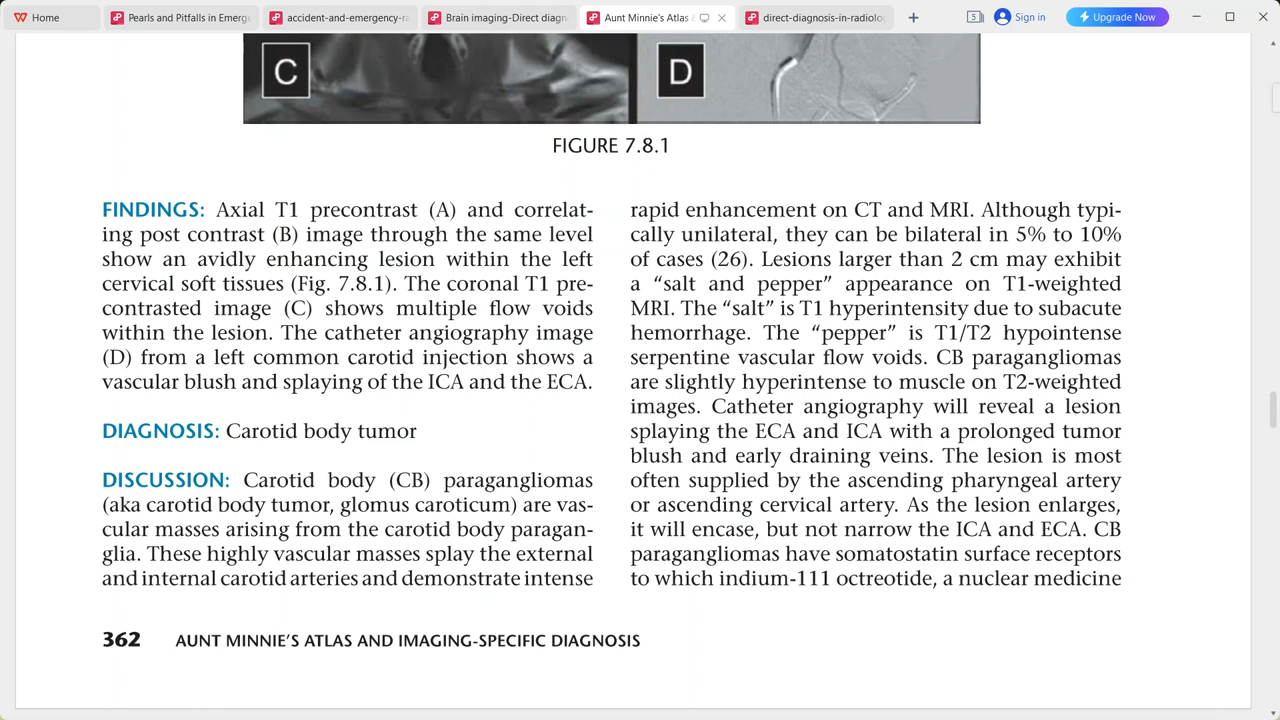 Home
Pearls and Pitfalls in Emerg
accident-and-emergency-ra
Brain imaging-Direct diagn
Aunt Minnie's Atlas
direct-diagnosis-in-radiolo
5
Sign in
Upgrade Now
C
D
FIGURE 7.8.1
FINDINGS: Axial T1 precontrast (A) and correlat-
ing post contrast (B) image through the same level
show an avidly enhancing lesion within the left
cervical soft tissues (Fig. 7.8.1). The coronal T1 pre-
contrasted image (C) shows multiple flow voids
within the lesion. The catheter angiography image
(D) from a left common carotid injection shows a
vascular blush and splaying of the ICA and the ECA.
DIAGNOSIS: Carotid body tumor
DISCUSSION: Carotid body (CB) paragangliomas
(aka carotid body tumor, glomus caroticum) are vas-
cular masses arising from the carotid body paragan-
glia. These highly vascular masses splay the external
and internal carotid arteries and demonstrate intense
rapid enhancement on CT and MRI. Although typi-
cally unilateral, they can be bilateral in 5% to 10%
of cases (26). Lesions larger than 2 cm may exhibit
a “salt and pepper” appearance on T1-weighted
MRI. The “salt” is T1 hyperintensity due to subacute
hemorrhage. The “pepper” is T1/T2 hypointense
serpentine vascular flow voids. CB paragangliomas
are slightly hyperintense to muscle on T2-weighted
images. Catheter angiography will reveal a lesion
splaying the ECA and ICA with a prolonged tumor
blush and early draining veins. The lesion is most
often supplied by the ascending pharyngeal artery
or ascending cervical artery. As the lesion enlarges,
it will encase, but not narrow the ICA and ECA. CB
paragangliomas have somatostatin surface receptors
to which indium-111 octreotide, a nuclear medicine
362 AUNT MINNIE'S ATLAS AND IMAGING-SPECIFIC DIAGNOSIS